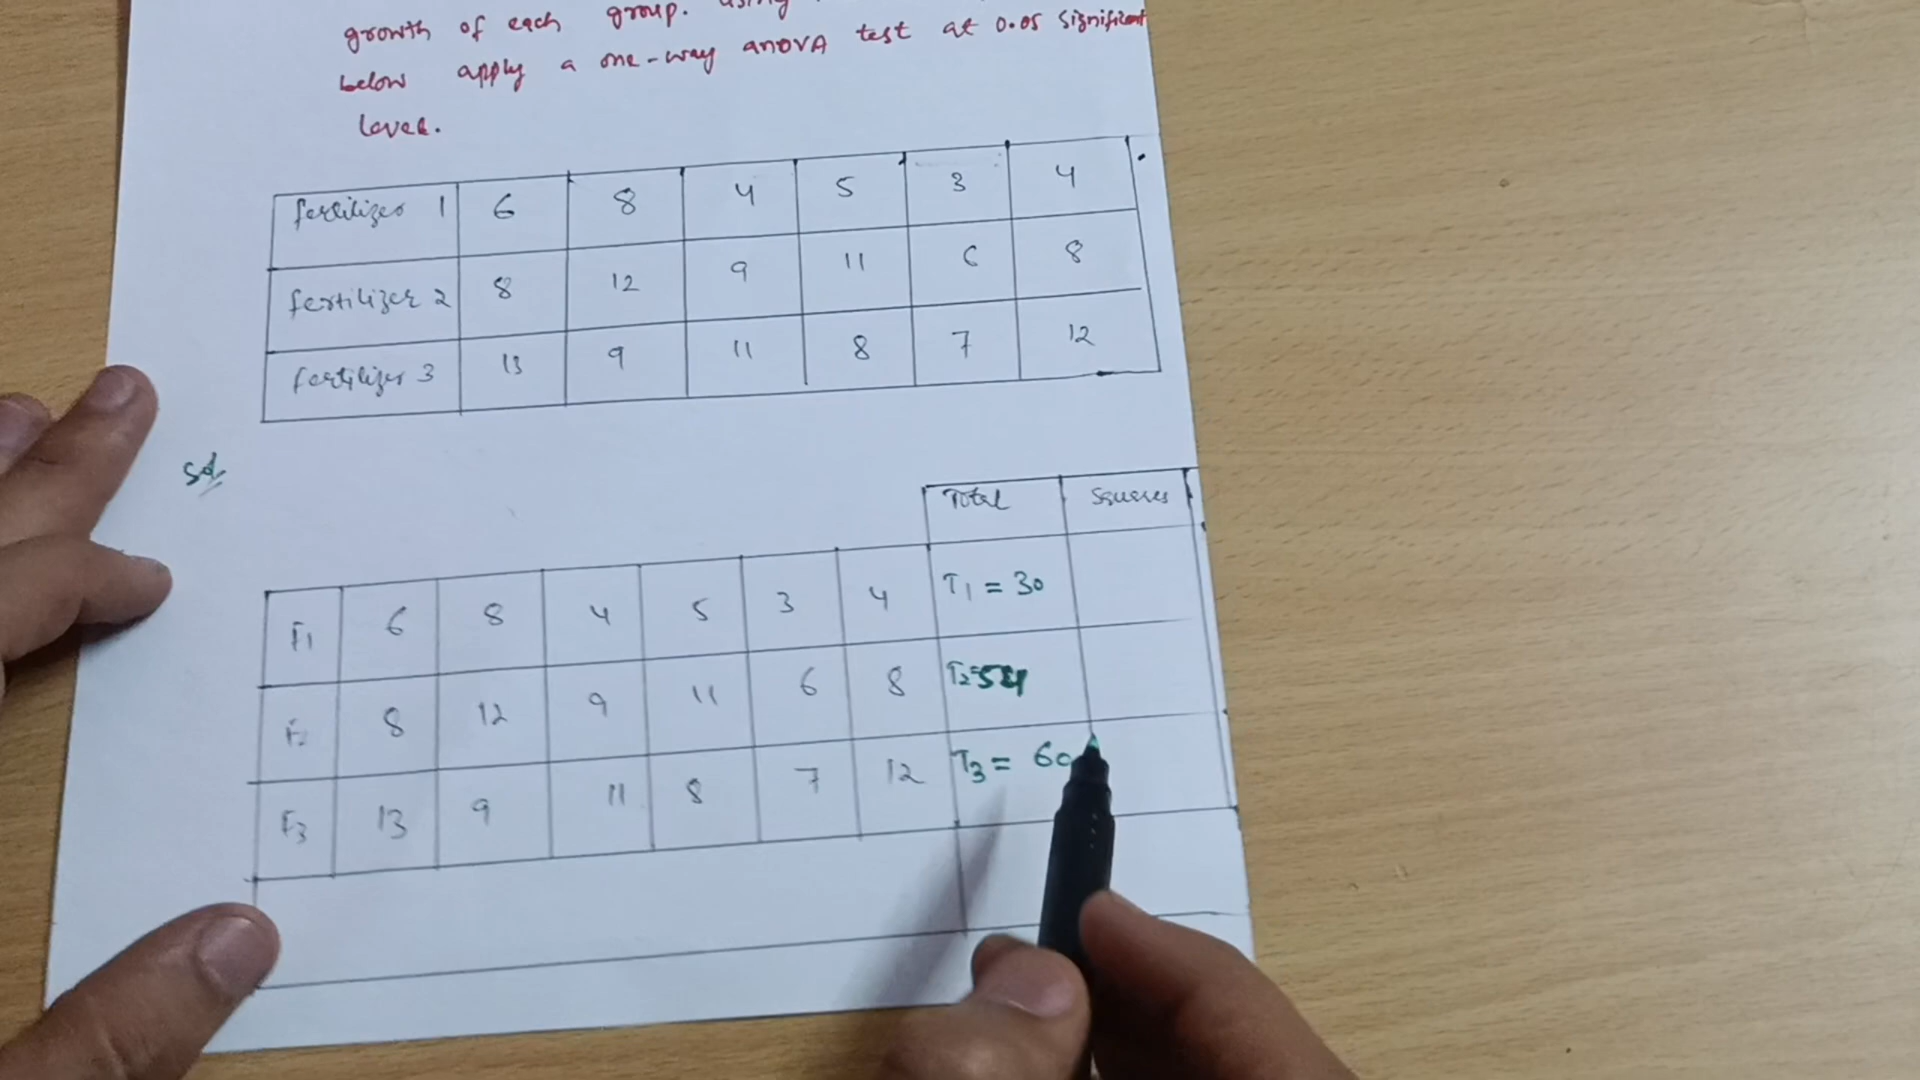 growth of each group. using
below apply a one-way anOVA test at 0.05 significant
level.
fertilizer 1 6 8 4 5 3 4
fertilizer 2 8 12 9 11 6 8
fertilizer 3 13 9 11 8 7 12
Sol
Total Squares
F1 6 8 4 5 3 4 T1 = 30
F2 8 12 9 11 6 8 T2=54
F3 13 9 11 8 7 12 T3 = 60